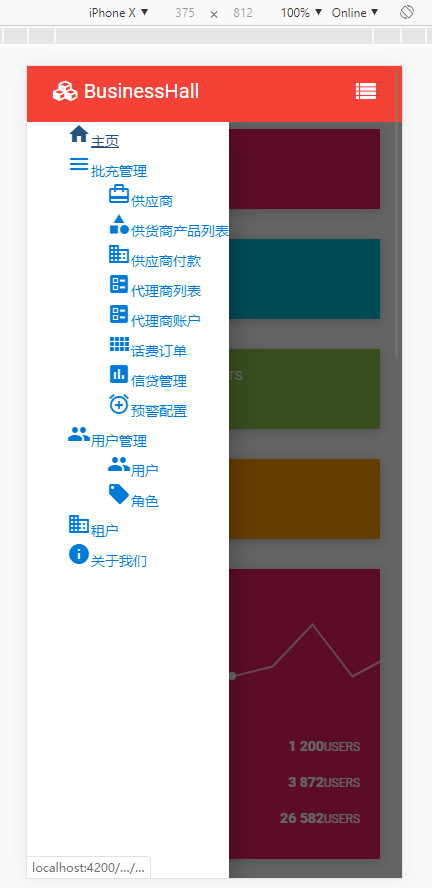 iPhone X ▼ 375 × 812 100% ▼ Online ▼
BusinessHall
主页
批充管理
供应商
供货商产品列表
供应商付款
代理商列表
代理商账户
话费订单
信贷管理
预警配置
用户管理
用户
角色
租户
关于我们
1 200USERS
3 872USERS
26 582USERS
localhost:4200/.../...